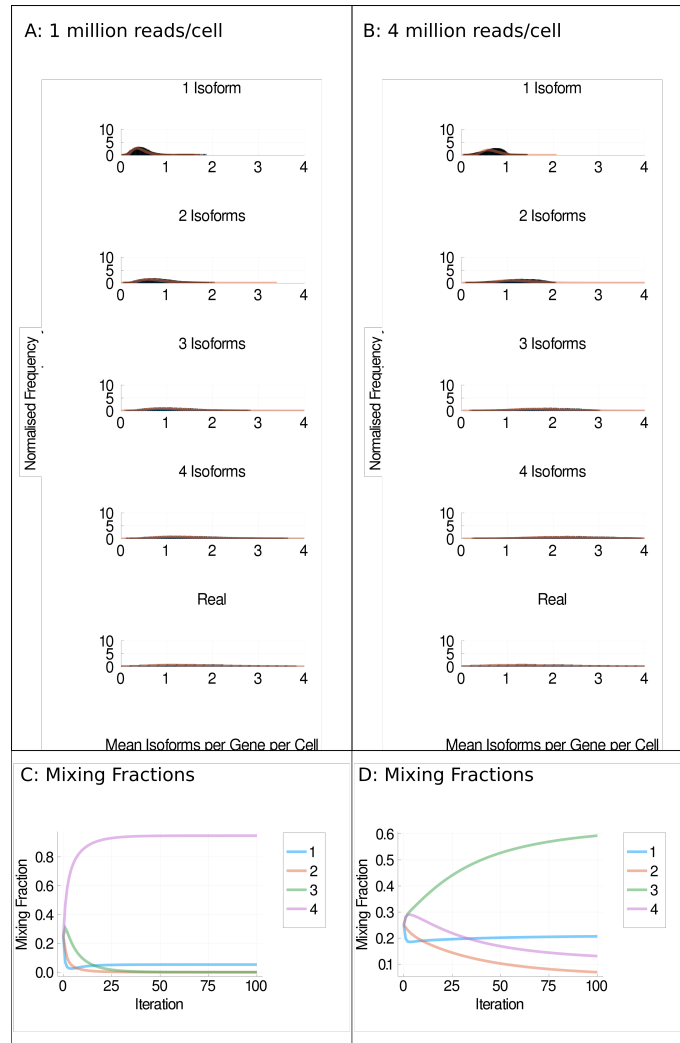 A: 1 million reads/cell
1 Isoform
10
5
0
0 1 2 3 4
2 Isoforms
10
5
0
0 1 2 3 4
3 Isoforms
10
5
0
0 1 2 3 4
4 Isoforms
10
5
0
0 1 2 3 4
Real
10
5
0
0 1 2 3 4
Normalised Frequency
Mean Isoforms per Gene per Cell
B: 4 million reads/cell
1 Isoform
10
5
0
0 1 2 3 4
2 Isoforms
10
5
0
0 1 2 3 4
3 Isoforms
10
5
0
0 1 2 3 4
4 Isoforms
10
5
0
0 1 2 3 4
Real
10
5
0
0 1 2 3 4
Normalised Frequency
Mean Isoforms per Gene per Cell
C: Mixing Fractions
Mixing Fraction
0.8
0.6
0.4
0.2
0.0
0 25 50 75 100
Iteration
1
2
3
4
D: Mixing Fractions
Mixing Fraction
0.6
0.5
0.4
0.3
0.2
0.1
0 25 50 75 100
Iteration
1
2
3
4